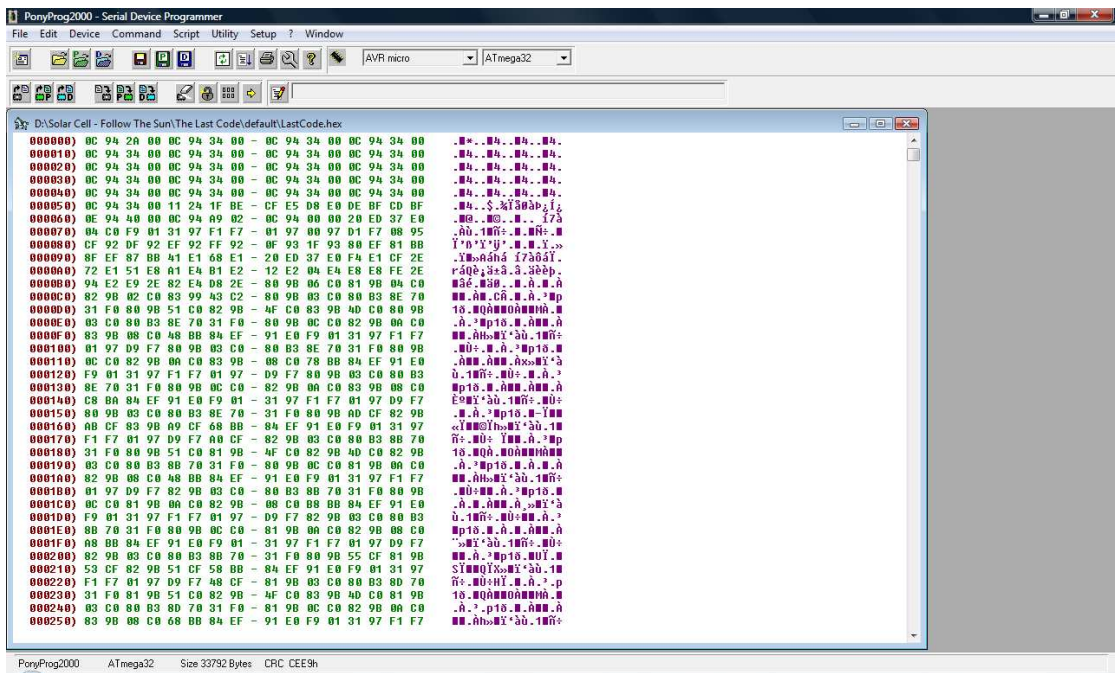 PonyProg2000 - Serial Device Programmer
File Edit Device Command Script Utility Setup ? Window
AVR micro ATmega32
D:\Solar Cell - Follow The Sun\The Last Code\default\LastCode.hex
000000) 0C 94 2A 00 0C 94 34 00 - 0C 94 34 00 0C 94 34 00
000010) 0C 94 34 00 0C 94 34 00 - 0C 94 34 00 0C 94 34 00
000020) 0C 94 34 00 0C 94 34 00 - 0C 94 34 00 0C 94 34 00
000030) 0C 94 34 00 0C 94 34 00 - 0C 94 34 00 0C 94 34 00
000040) 0C 94 34 00 0C 94 34 00 - 0C 94 34 00 0C 94 34 00
000050) 0C 94 34 00 11 24 1F BE - CF E5 D8 E0 DE BF CD BF
000060) 0E 94 40 00 0C 94 A9 02 - 0C 94 00 00 20 ED 37 E0
000070) 04 C0 F9 01 31 97 F1 F7 - 01 97 00 97 D1 F7 08 95
000080) CF 92 DF 92 EF 92 FF 92 - 0F 93 1F 93 80 EF 81 BB
000090) 8F EF 87 BB 41 E1 68 E1 - 20 ED 37 E0 F4 E1 CF 2E
0000A0) 72 E1 51 E8 A1 E4 B1 E2 - 12 E2 04 E4 E8 E8 FE 2E
0000B0) 94 E2 E9 2E 82 E4 D8 2E - 80 9B 06 C0 81 9B 04 C0
0000C0) 82 9B 02 C0 83 99 43 C2 - 80 9B 03 C0 80 B3 8E 70
0000D0) 31 F0 80 9B 51 C0 82 9B - 4F C0 83 9B 4D C0 80 9B
0000E0) 03 C0 80 B3 8E 70 31 F0 - 80 9B 0C C0 82 9B 0A C0
0000F0) 83 9B 08 C0 48 BB 84 EF - 91 E0 F9 01 31 97 F1 F7
000100) 01 97 D9 F7 80 9B 03 C0 - 80 B3 8E 70 31 F0 80 9B
000110) 0C C0 82 9B 0A C0 83 9B - 08 C0 78 BB 84 EF 91 E0
000120) F9 01 31 97 F1 F7 01 97 - D9 F7 80 9B 03 C0 80 B3
000130) 8E 70 31 F0 80 9B 0C C0 - 82 9B 0A C0 83 9B 08 C0
000140) C8 BA 84 EF 91 E0 F9 01 - 31 97 F1 F7 01 97 D9 F7
000150) 80 9B 03 C0 80 B3 8E 70 - 31 F0 80 9B AD CF 82 9B
000160) AB CF 83 9B A9 CF 68 BB - 84 EF 91 E0 F9 01 31 97
000170) F1 F7 01 97 D9 F7 A0 CF - 82 9B 03 C0 80 B3 8B 70
000180) 31 F0 80 9B 51 C0 81 9B - 4F C0 82 9B 4D C0 82 9B
000190) 03 C0 80 B3 8B 70 31 F0 - 80 9B 0C C0 81 9B 0A C0
0001A0) 82 9B 08 C0 48 BB 84 EF - 91 E0 F9 01 31 97 F1 F7
0001B0) 01 97 D9 F7 82 9B 03 C0 - 80 B3 8B 70 31 F0 80 9B
0001C0) 0C C0 81 9B 0A C0 82 9B - 08 C0 B8 BB 84 EF 91 E0
0001D0) F9 01 31 97 F1 F7 01 97 - D9 F7 82 9B 03 C0 80 B3
0001E0) 8B 70 31 F0 80 9B 0C C0 - 81 9B 0A C0 82 9B 08 C0
0001F0) A8 BB 84 EF 91 E0 F9 01 - 31 97 F1 F7 01 97 D9 F7
000200) 82 9B 03 C0 80 B3 8B 70 - 31 F0 80 9B 55 CF 81 9B
000210) 53 CF 82 9B 51 CF 58 BB - 84 EF 91 E0 F9 01 31 97
000220) F1 F7 01 97 D9 F7 48 CF - 81 9B 03 C0 80 B3 8D 70
000230) 31 F0 81 9B 51 C0 82 9B - 4F C0 83 9B 4D C0 81 9B
000240) 03 C0 80 B3 8D 70 31 F0 - 81 9B 0C C0 82 9B 0A C0
000250) 83 9B 08 C0 68 BB 84 EF - 91 E0 F9 01 31 97 F1 F7
PonyProg2000 ATmega32 Size 33792 Bytes CRC CEE9h